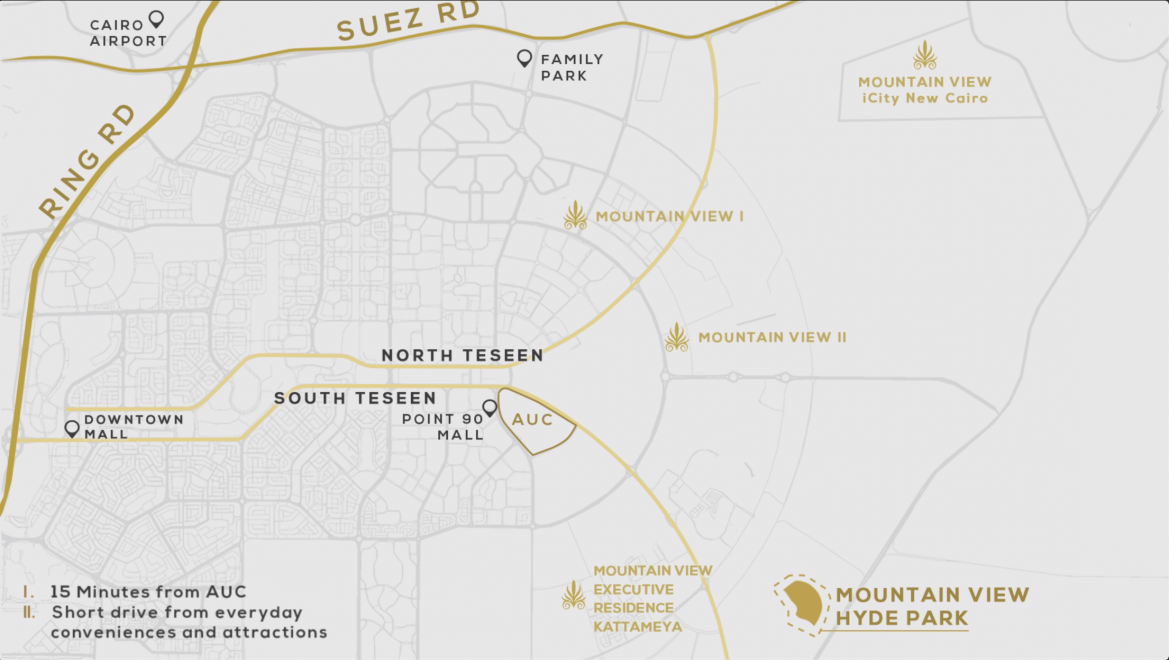 SUEZ RD
CAIRO
AIRPORT
FAMILY
PARK
MOUNTAIN VIEW
iCity New Cairo
RING RD
MOUNTAIN VIEW I
MOUNTAIN VIEW II
NORTH TESEEN
SOUTH TESEEN
POINT 90
MALL
AUC
DOWNTOWN
MALL
MOUNTAIN VIEW
EXECUTIVE
RESIDENCE
KATTAMEYA
MOUNTAIN VIEW
HYDE PARK
I. 15 Minutes from AUC
II. Short drive from everyday
conveniences and attractions